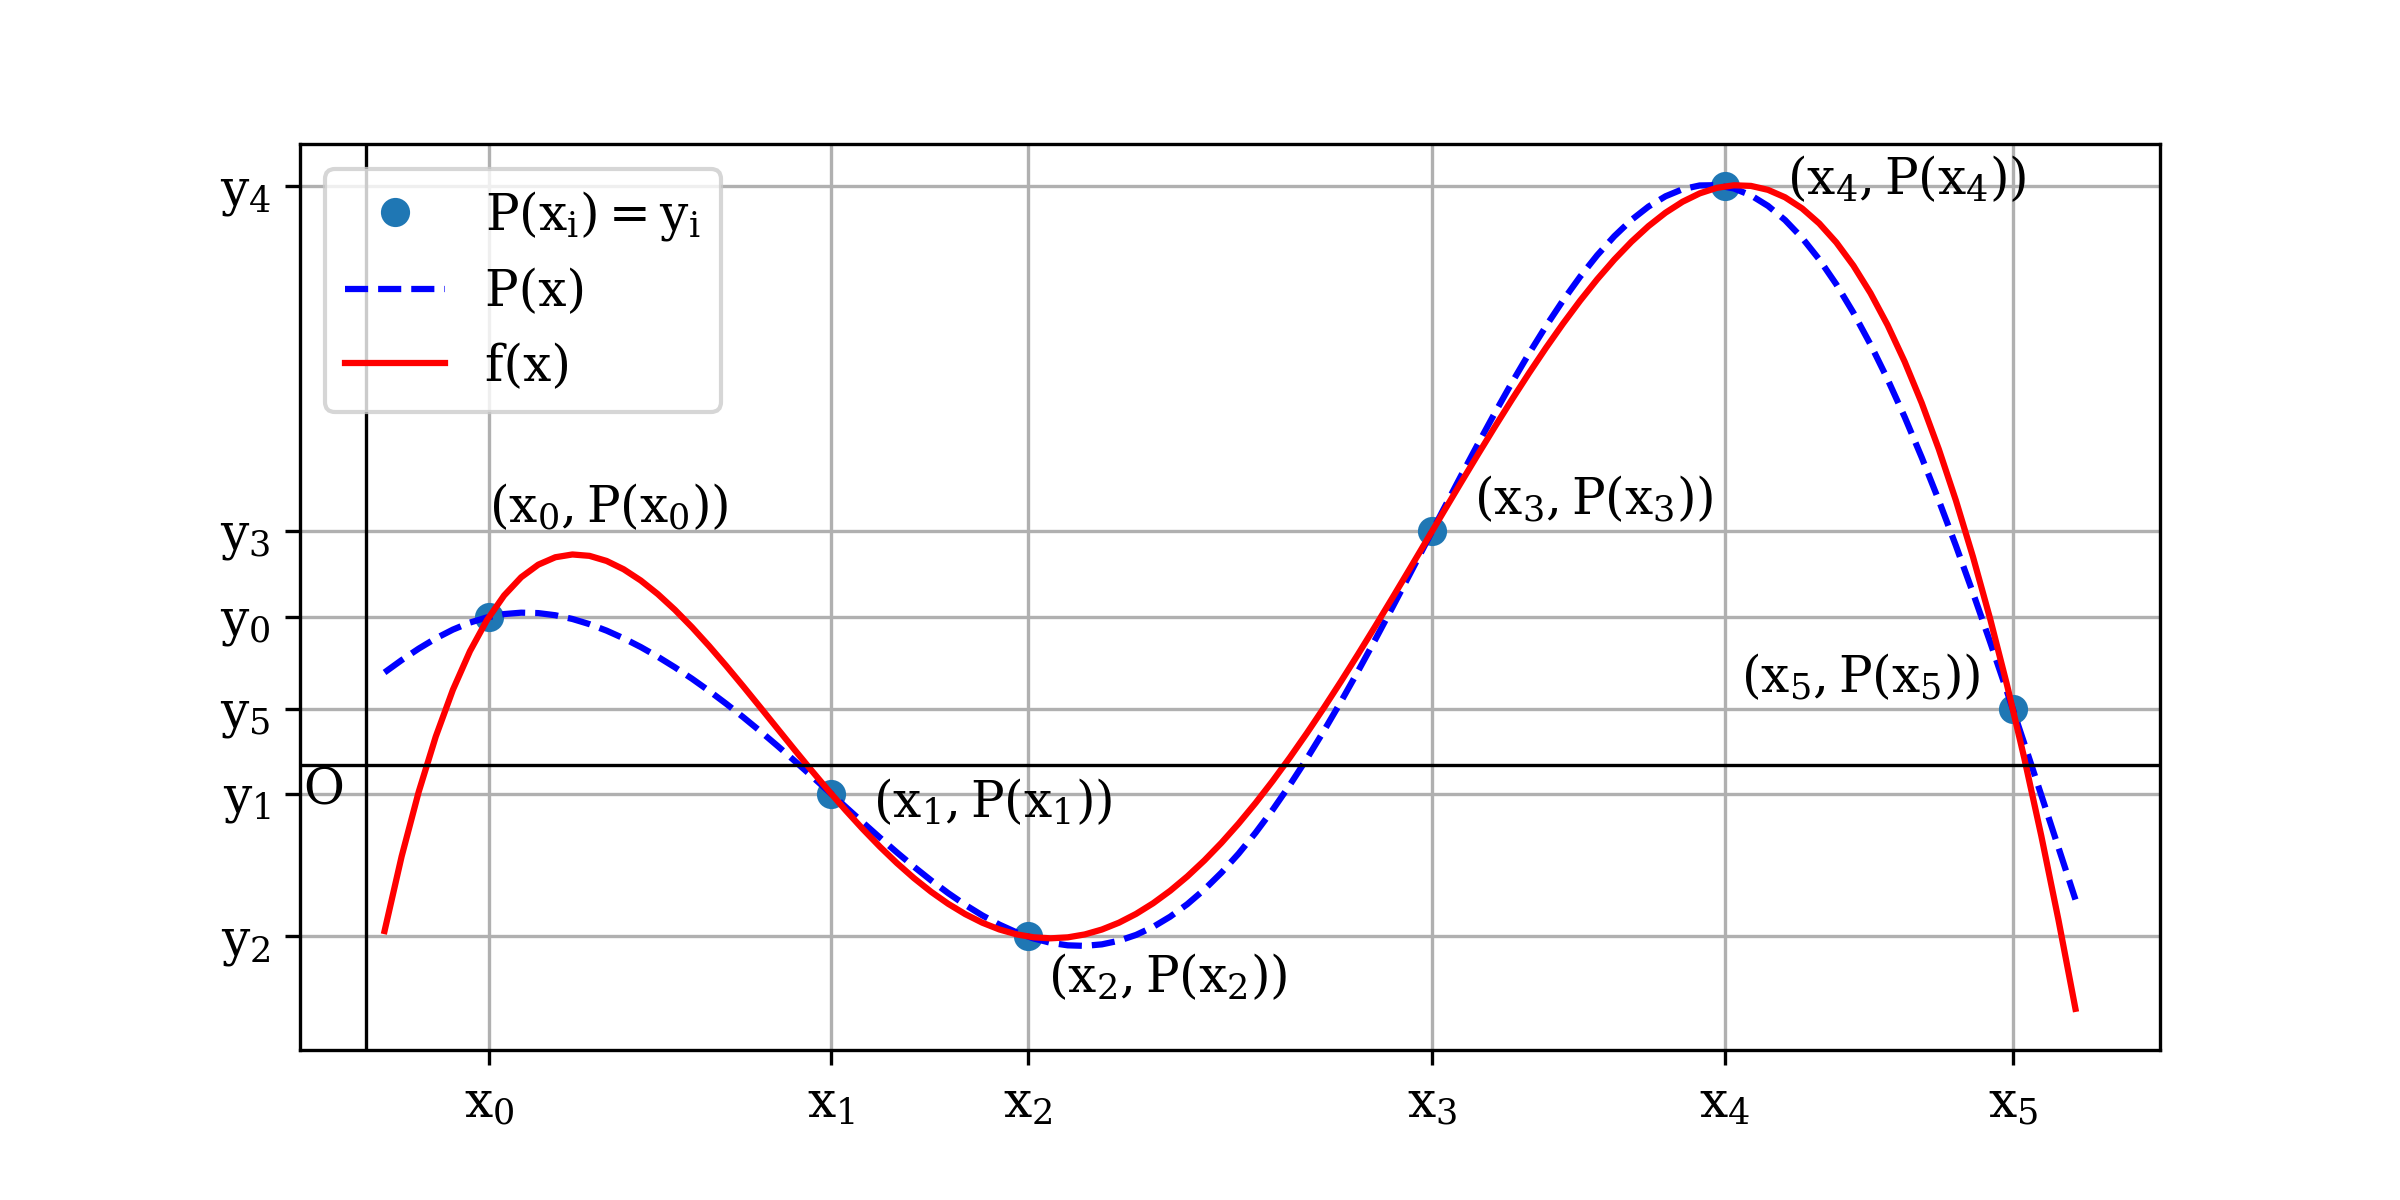 y₄
P(xᵢ) = yᵢ
P(x)
f(x)
(x₄, P(x₄))
(x₀, P(x₀))
(x₃, P(x₃))
y₃
y₀
(x₅, P(x₅))
y₅
O
y₁
(x₁, P(x₁))
y₂
(x₂, P(x₂))
x₀ x₁ x₂ x₃ x₄ x₅